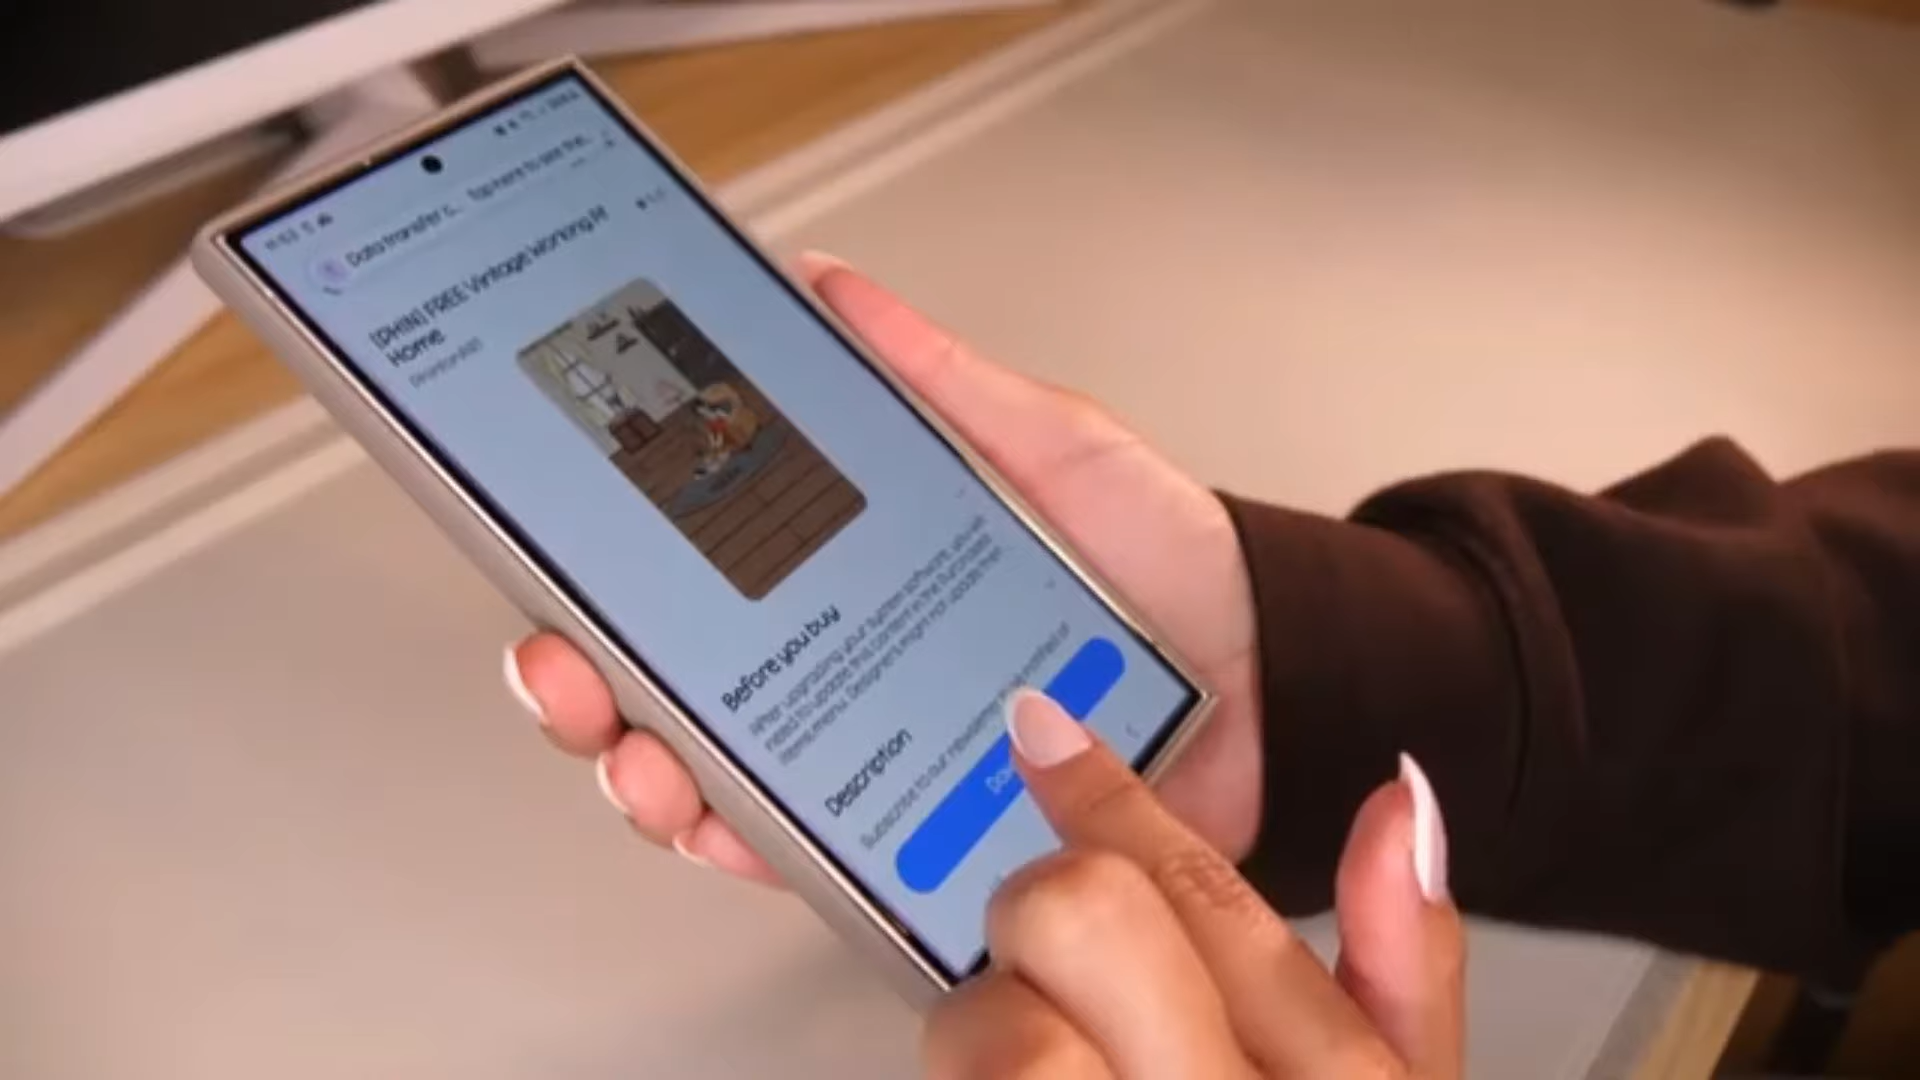 Data transfer c... Tap here to see the...
[PHIN] FREE Vintage Working M
Home
Before you buy
After upgrading your system software, you will
need to update this content in the Purchased
items menu. Designers might not update their
Description
Subscribe to our newsletter to be notified of